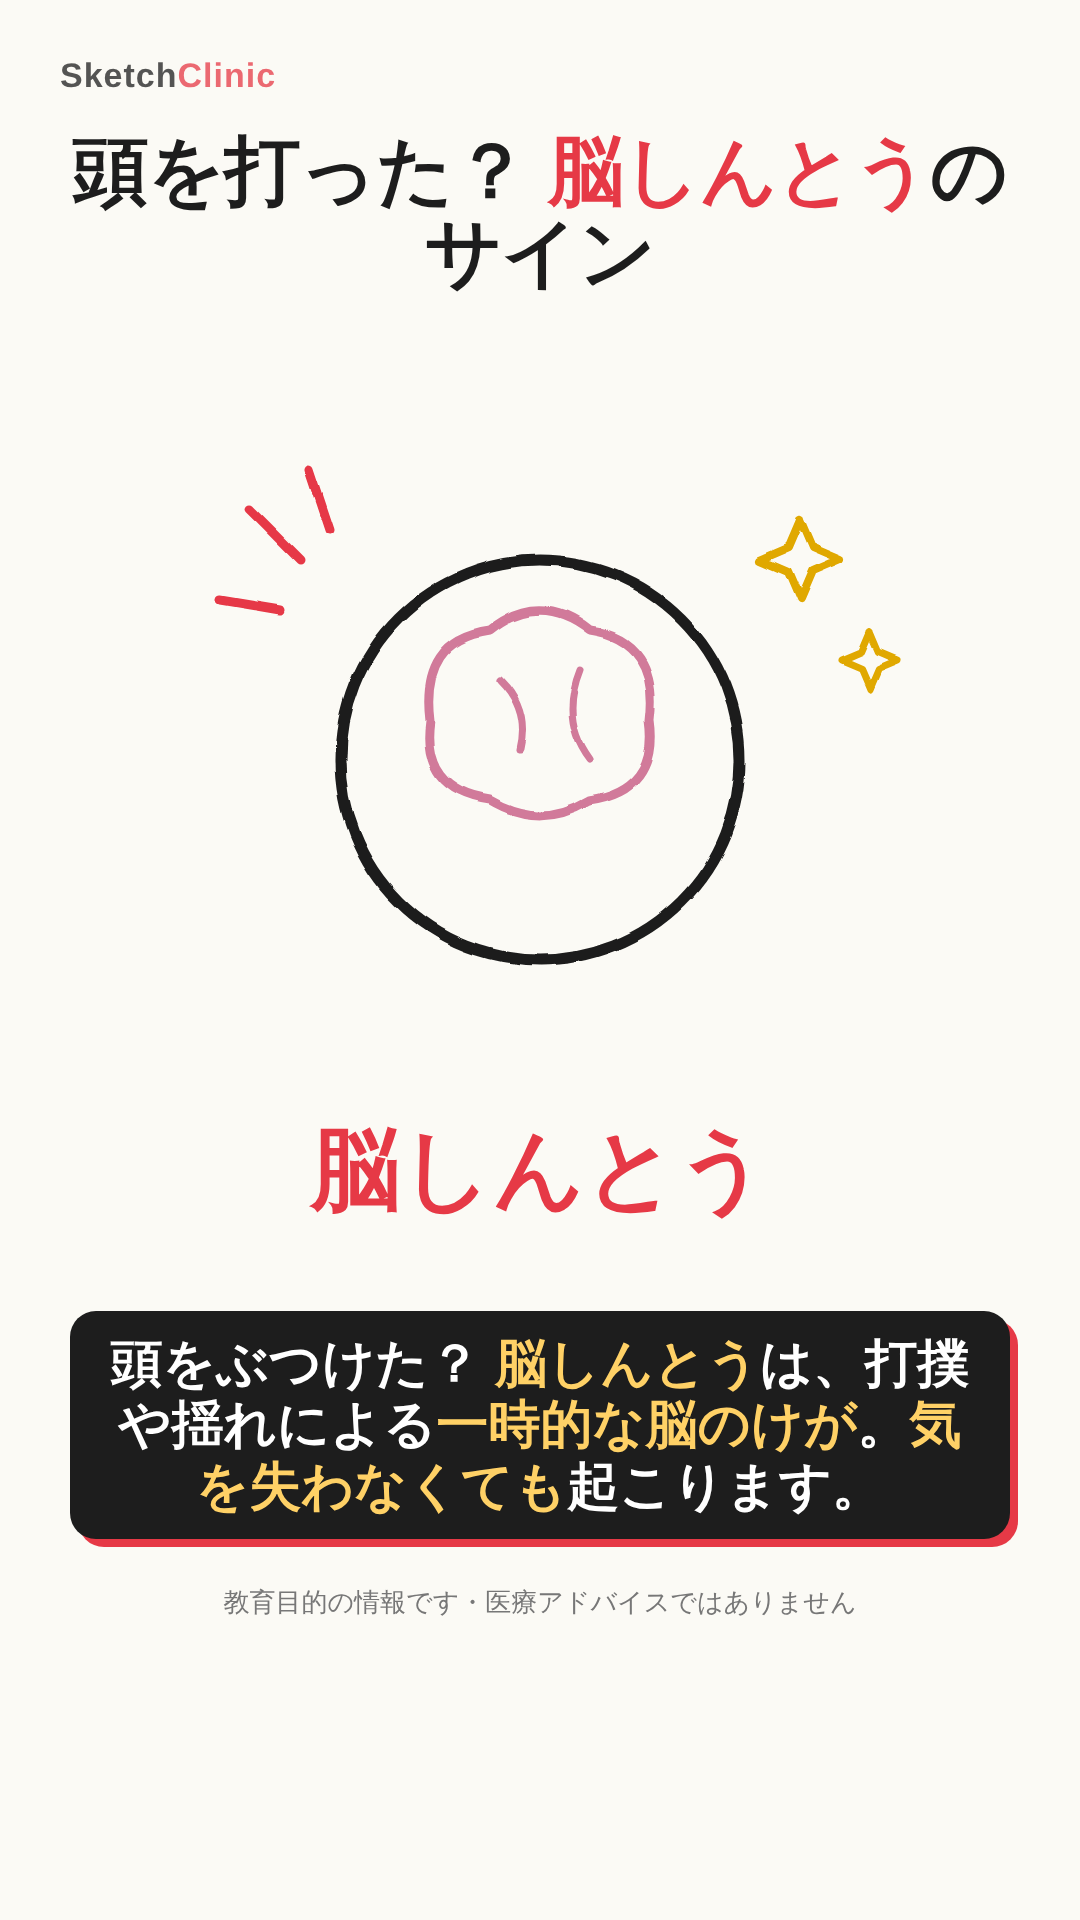 SketchClinic
頭を打った？ 脳しんとうの
サイン
脳しんとう
頭をぶつけた？ 脳しんとうは、打撲
や揺れによる一時的な脳のけが。気
を失わなくても起こります。
教育目的の情報です・医療アドバイスではありません